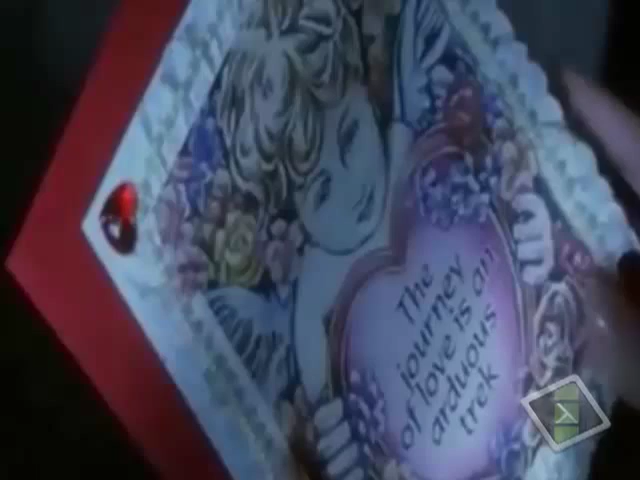 The
journey
of love is an
arduous
trek